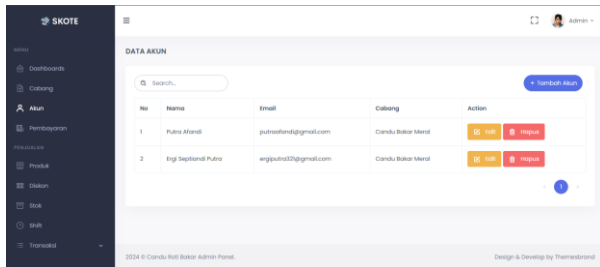 SKOTE
Admin
MENU
Dashboards
Cabang
Akun
Pembayaran
PENJUALAN
Produk
Diskon
Stok
Shift
Transaksi
DATA AKUN
Search...
+ Tambah Akun
No Nama Email Cabang Action
1 Putra Afandi putraafandi@gmail.com Candu Bakar Meral Edit Hapus
2 Ergi Septiandi Putra ergiputra321@gmail.com Candu Bakar Meral Edit Hapus
1
2024 © Candu Roti Bakar Admin Panel. Design & Develop by Themesbrand